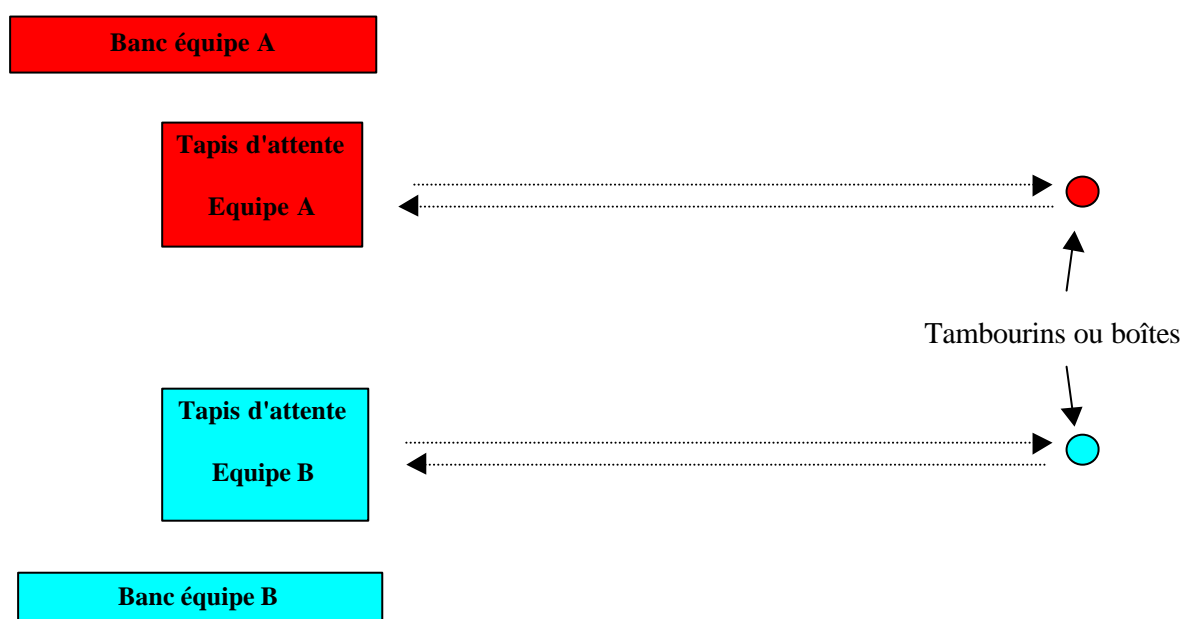 Banc équipe A
Tapis d'attente
Equipe A
Tambourins ou boîtes
Tapis d'attente
Equipe B
Banc équipe B